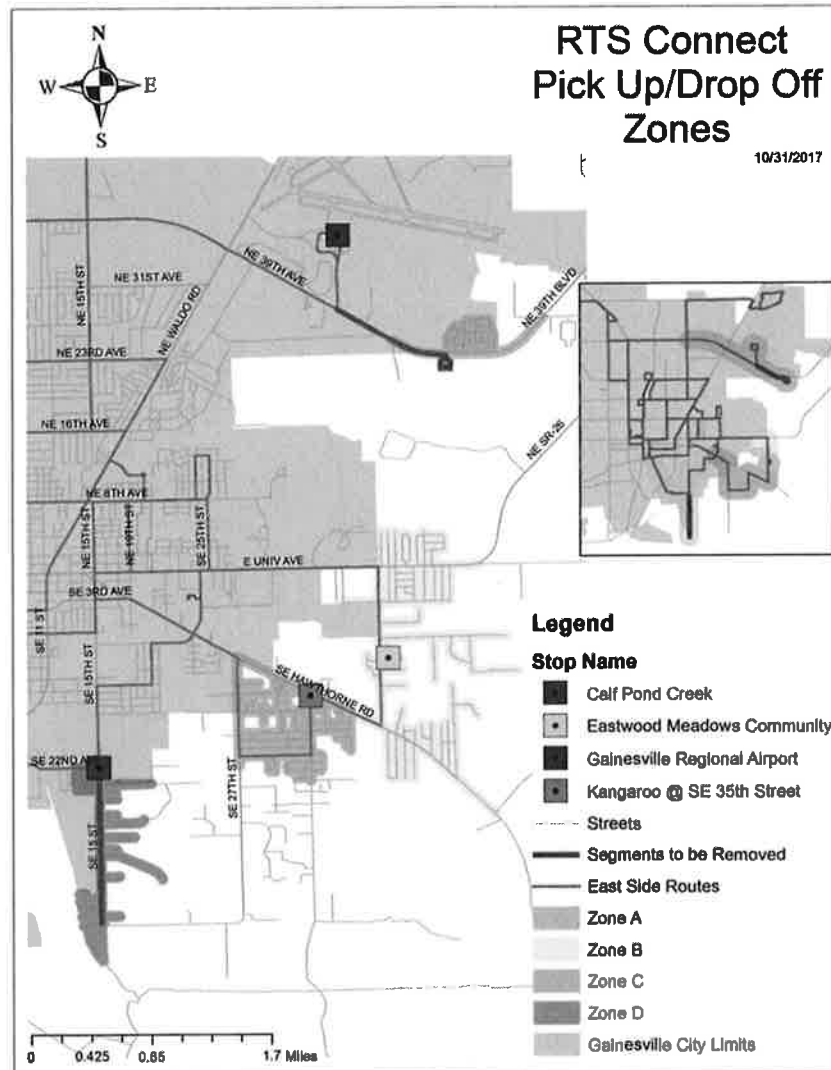 RTS Connect
Pick Up/Drop Off
Zones
10/31/2017
N
W
E
S
NE 15TH ST
NE 31ST AVE
NE WALDO RD
NE 39TH AVE
NE 39TH BLVD
NE 23RD AVE
NE 16TH AVE
NE SR-26
NE 8TH AVE
NE 15TH ST
NE 19TH ST
SE 25TH ST
E UNIV AVE
SE 3RD AVE
SE 11 ST
SE 15TH ST
SE HAWTHORNE RD
SE 22ND A
SE 27TH ST
SE 15 ST
Legend
Stop Name
Calf Pond Creek
Eastwood Meadows Community
Gainesville Regional Airport
Kangaroo @ SE 35th Street
Streets
Segments to be Removed
East Side Routes
Zone A
Zone B
Zone C
Zone D
Gainesville City Limits
0 0.425 0.85 1.7 Miles